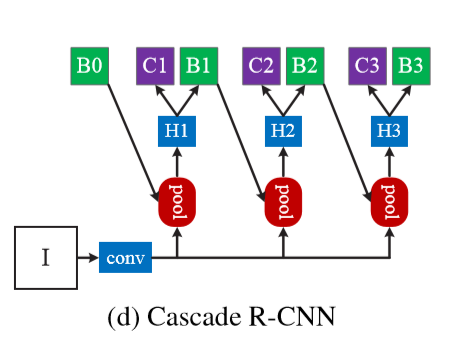 B0 C1 B1 C2 B2 C3 B3
H1 H2 H3
pool pool pool
I conv
(d) Cascade R-CNN